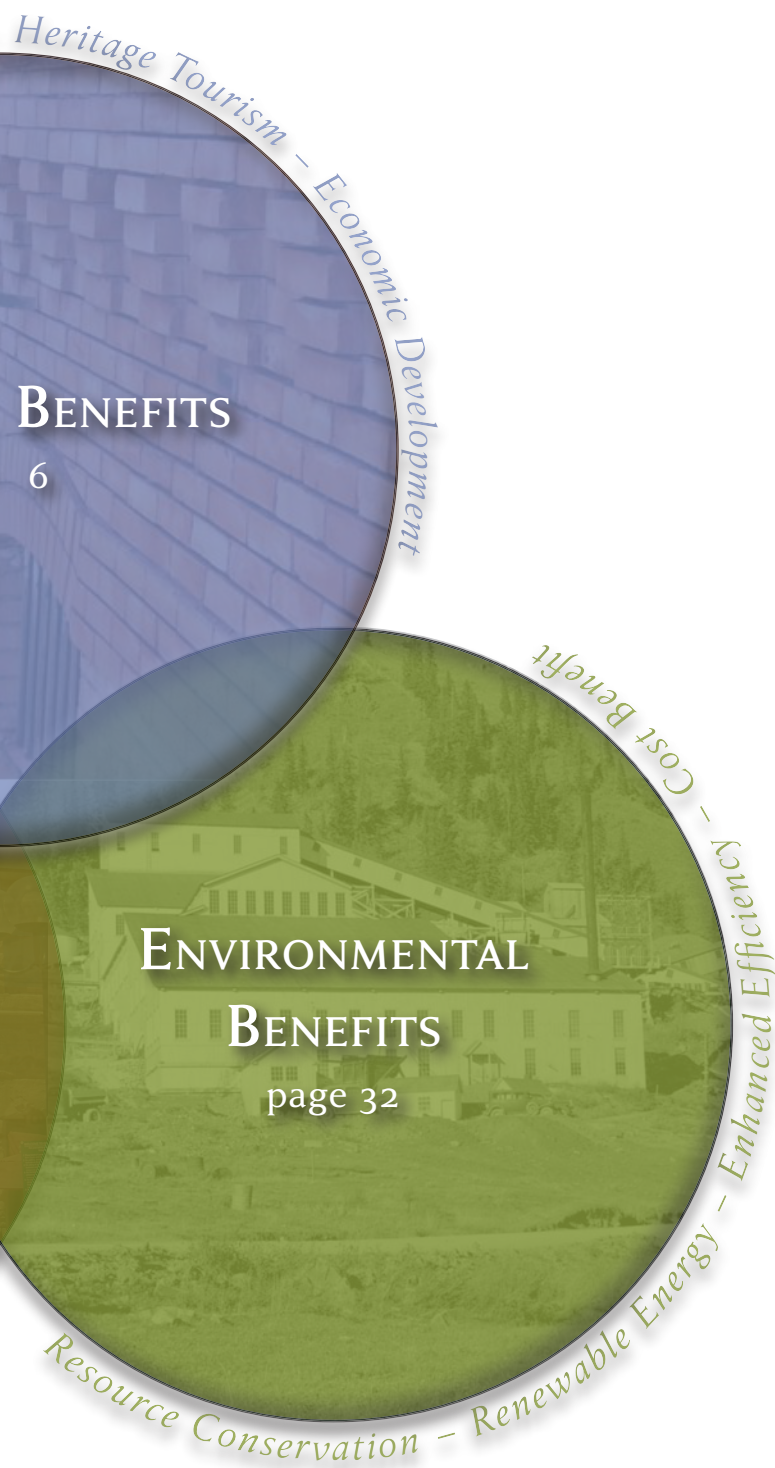 Heritage Tourism – Economic Development
BENEFITS
6
ENVIRONMENTAL
BENEFITS
page 32
Resource Conservation – Renewable Energy – Enhanced Efficiency – Cost Benefit